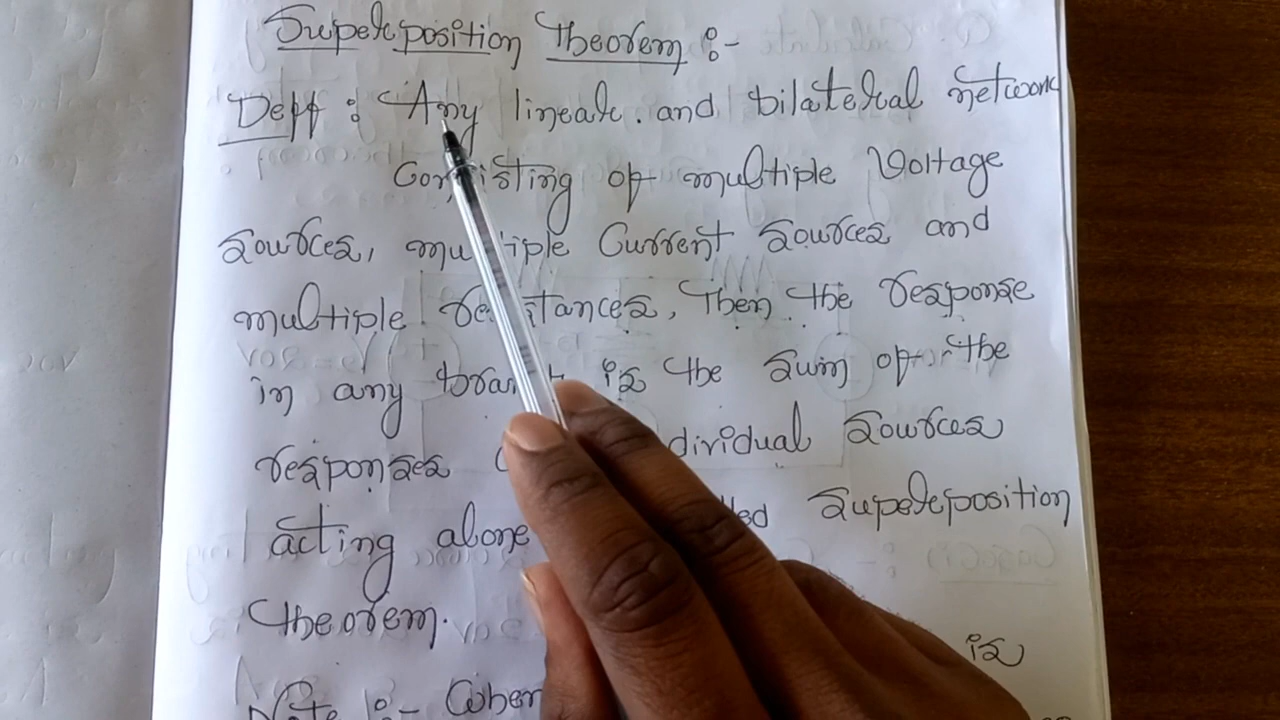 Superposition Theorem :-
Defn : Any linear and bilateral network
Consisting of multiple Voltage
sources, multiple Current sources and
multiple resistances, Then the response
in any branch is the sum of the
responses individual sources
acting alone Superposition
Theorem.
Note :- When is